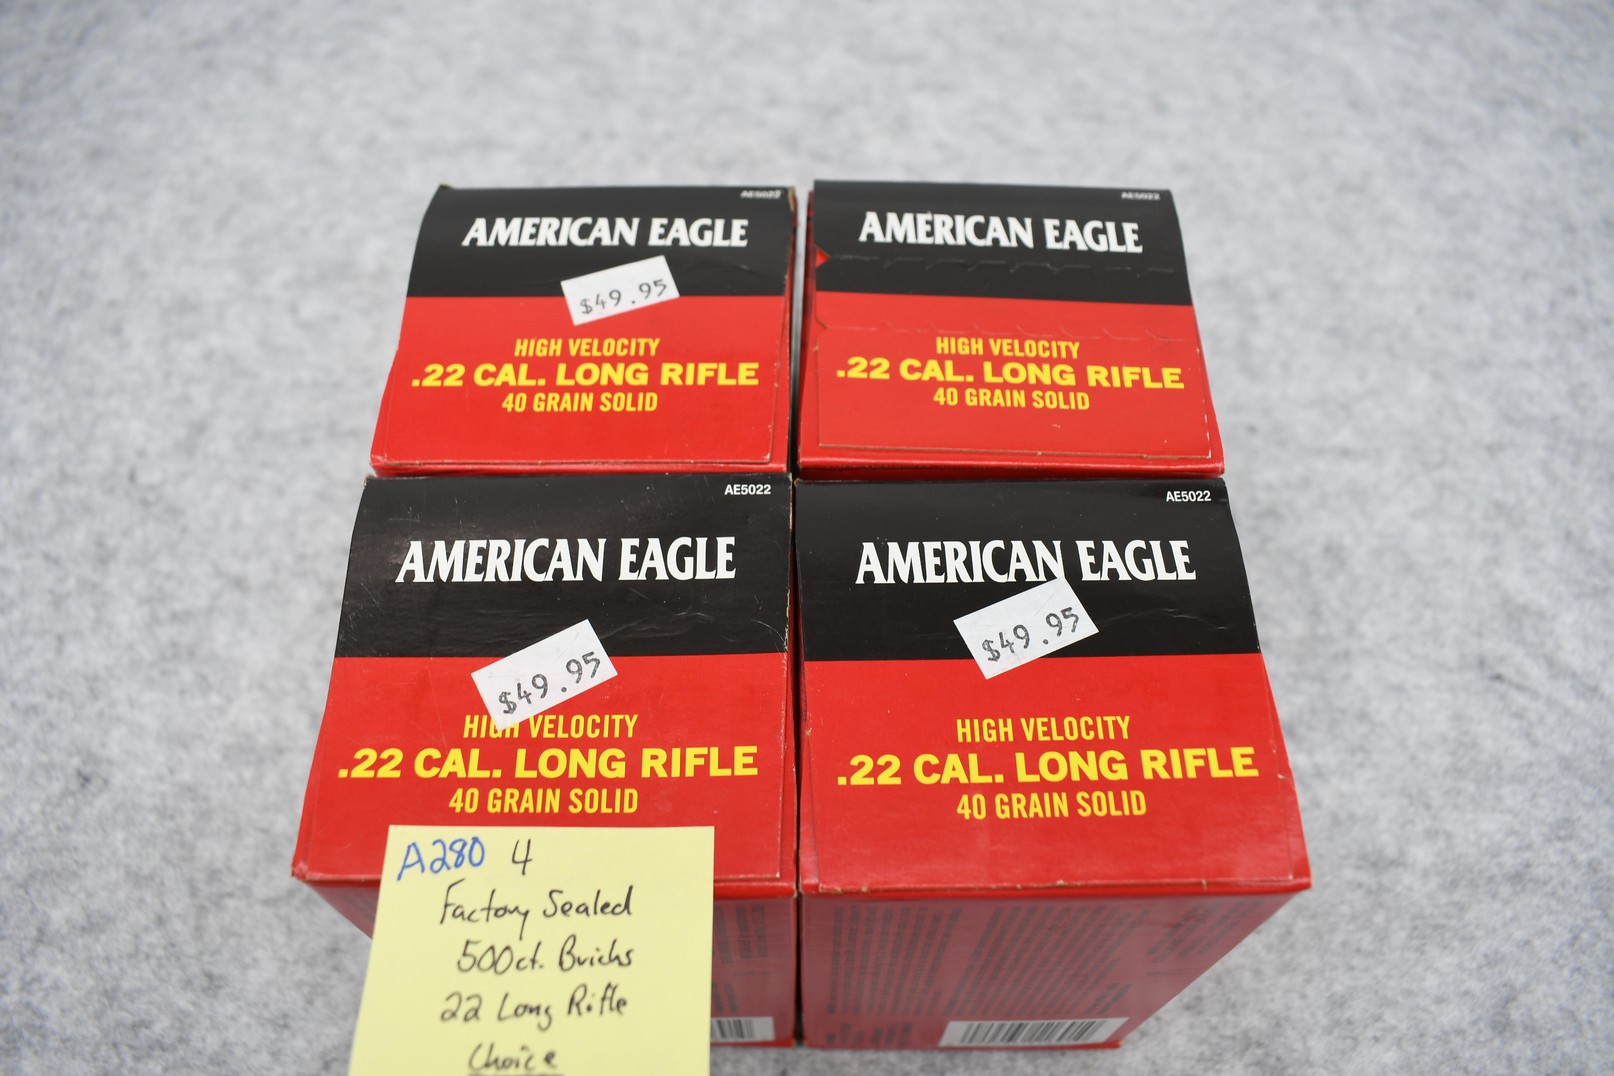 AE5022
AMERICAN EAGLE
$49.95
HIGH VELOCITY
.22 CAL. LONG RIFLE
40 GRAIN SOLID
AE5022
AMERICAN EAGLE
HIGH VELOCITY
.22 CAL. LONG RIFLE
40 GRAIN SOLID
AE5022
AMERICAN EAGLE
$49.95
HIGH VELOCITY
.22 CAL. LONG RIFLE
40 GRAIN SOLID
AE5022
AMERICAN EAGLE
$49.95
HIGH VELOCITY
.22 CAL. LONG RIFLE
40 GRAIN SOLID
A280 4
Factory Sealed
500ct. Bricks
22 Long Rifle
Choice